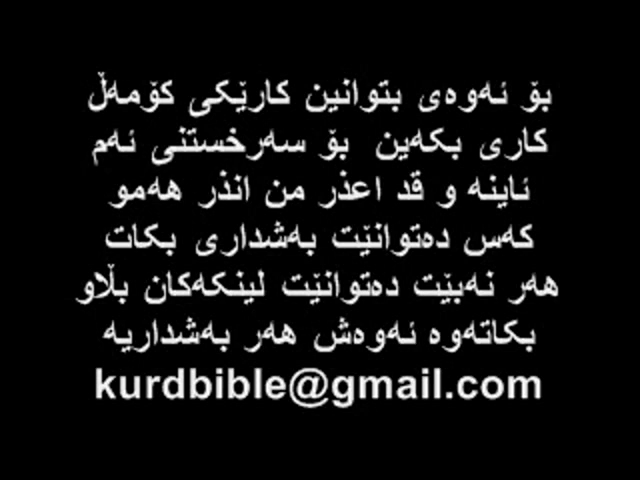 بۆ ئەوەی بتوانین کارێکی کۆمەڵ
کاری بکەین بۆ سەرخستنی ئەم
ئاینە و قد اعذر من انذر هەمو
کەس دەتوانێت بەشداری بکات
هەر نەبێت دەتوانێت لینکەکان بڵاو
بکاتەوە ئەوەش هەر بەشداریە
kurdbible@gmail.com